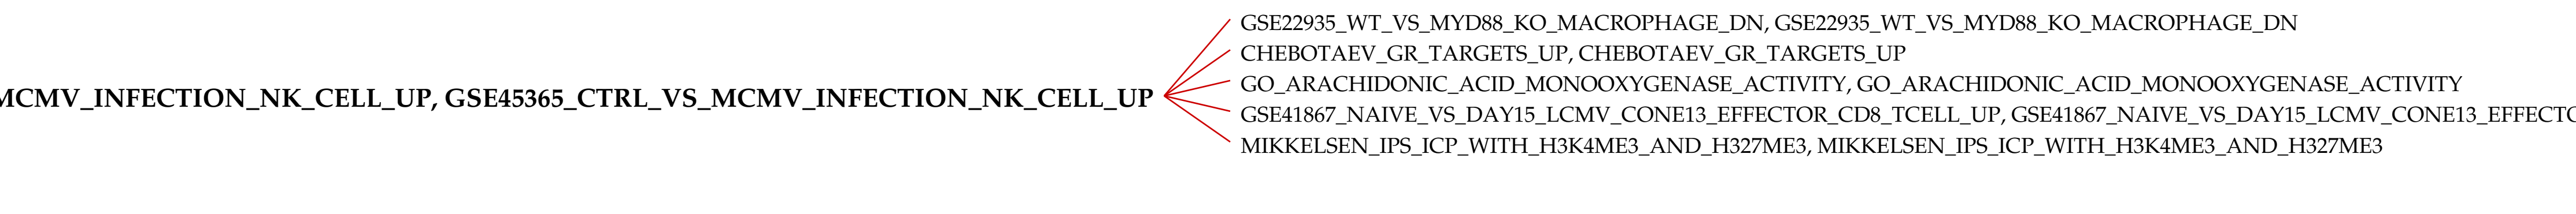 GSE22935_WT_VS_MYD88_KO_MACROPHAGE_DN, GSE22935_WT_VS_MYD88_KO_MACROPHAGE_DN
CHEBOTAEV_GR_TARGETS_UP, CHEBOTAEV_GR_TARGETS_UP
GO_ARACHIDONIC_ACID_MONOOXYGENASE_ACTIVITY, GO_ARACHIDONIC_ACID_MONOOXYGENASE_ACTIVITY
MCMV_INFECTION_NK_CELL_UP, GSE45365_CTRL_VS_MCMV_INFECTION_NK_CELL_UP
GSE41867_NAIVE_VS_DAY15_LCMV_CONE13_EFFECTOR_CD8_TCELL_UP, GSE41867_NAIVE_VS_DAY15_LCMV_CONE13_EFFECTO
MIKKELSEN_IPS_ICP_WITH_H3K4ME3_AND_H327ME3, MIKKELSEN_IPS_ICP_WITH_H3K4ME3_AND_H327ME3